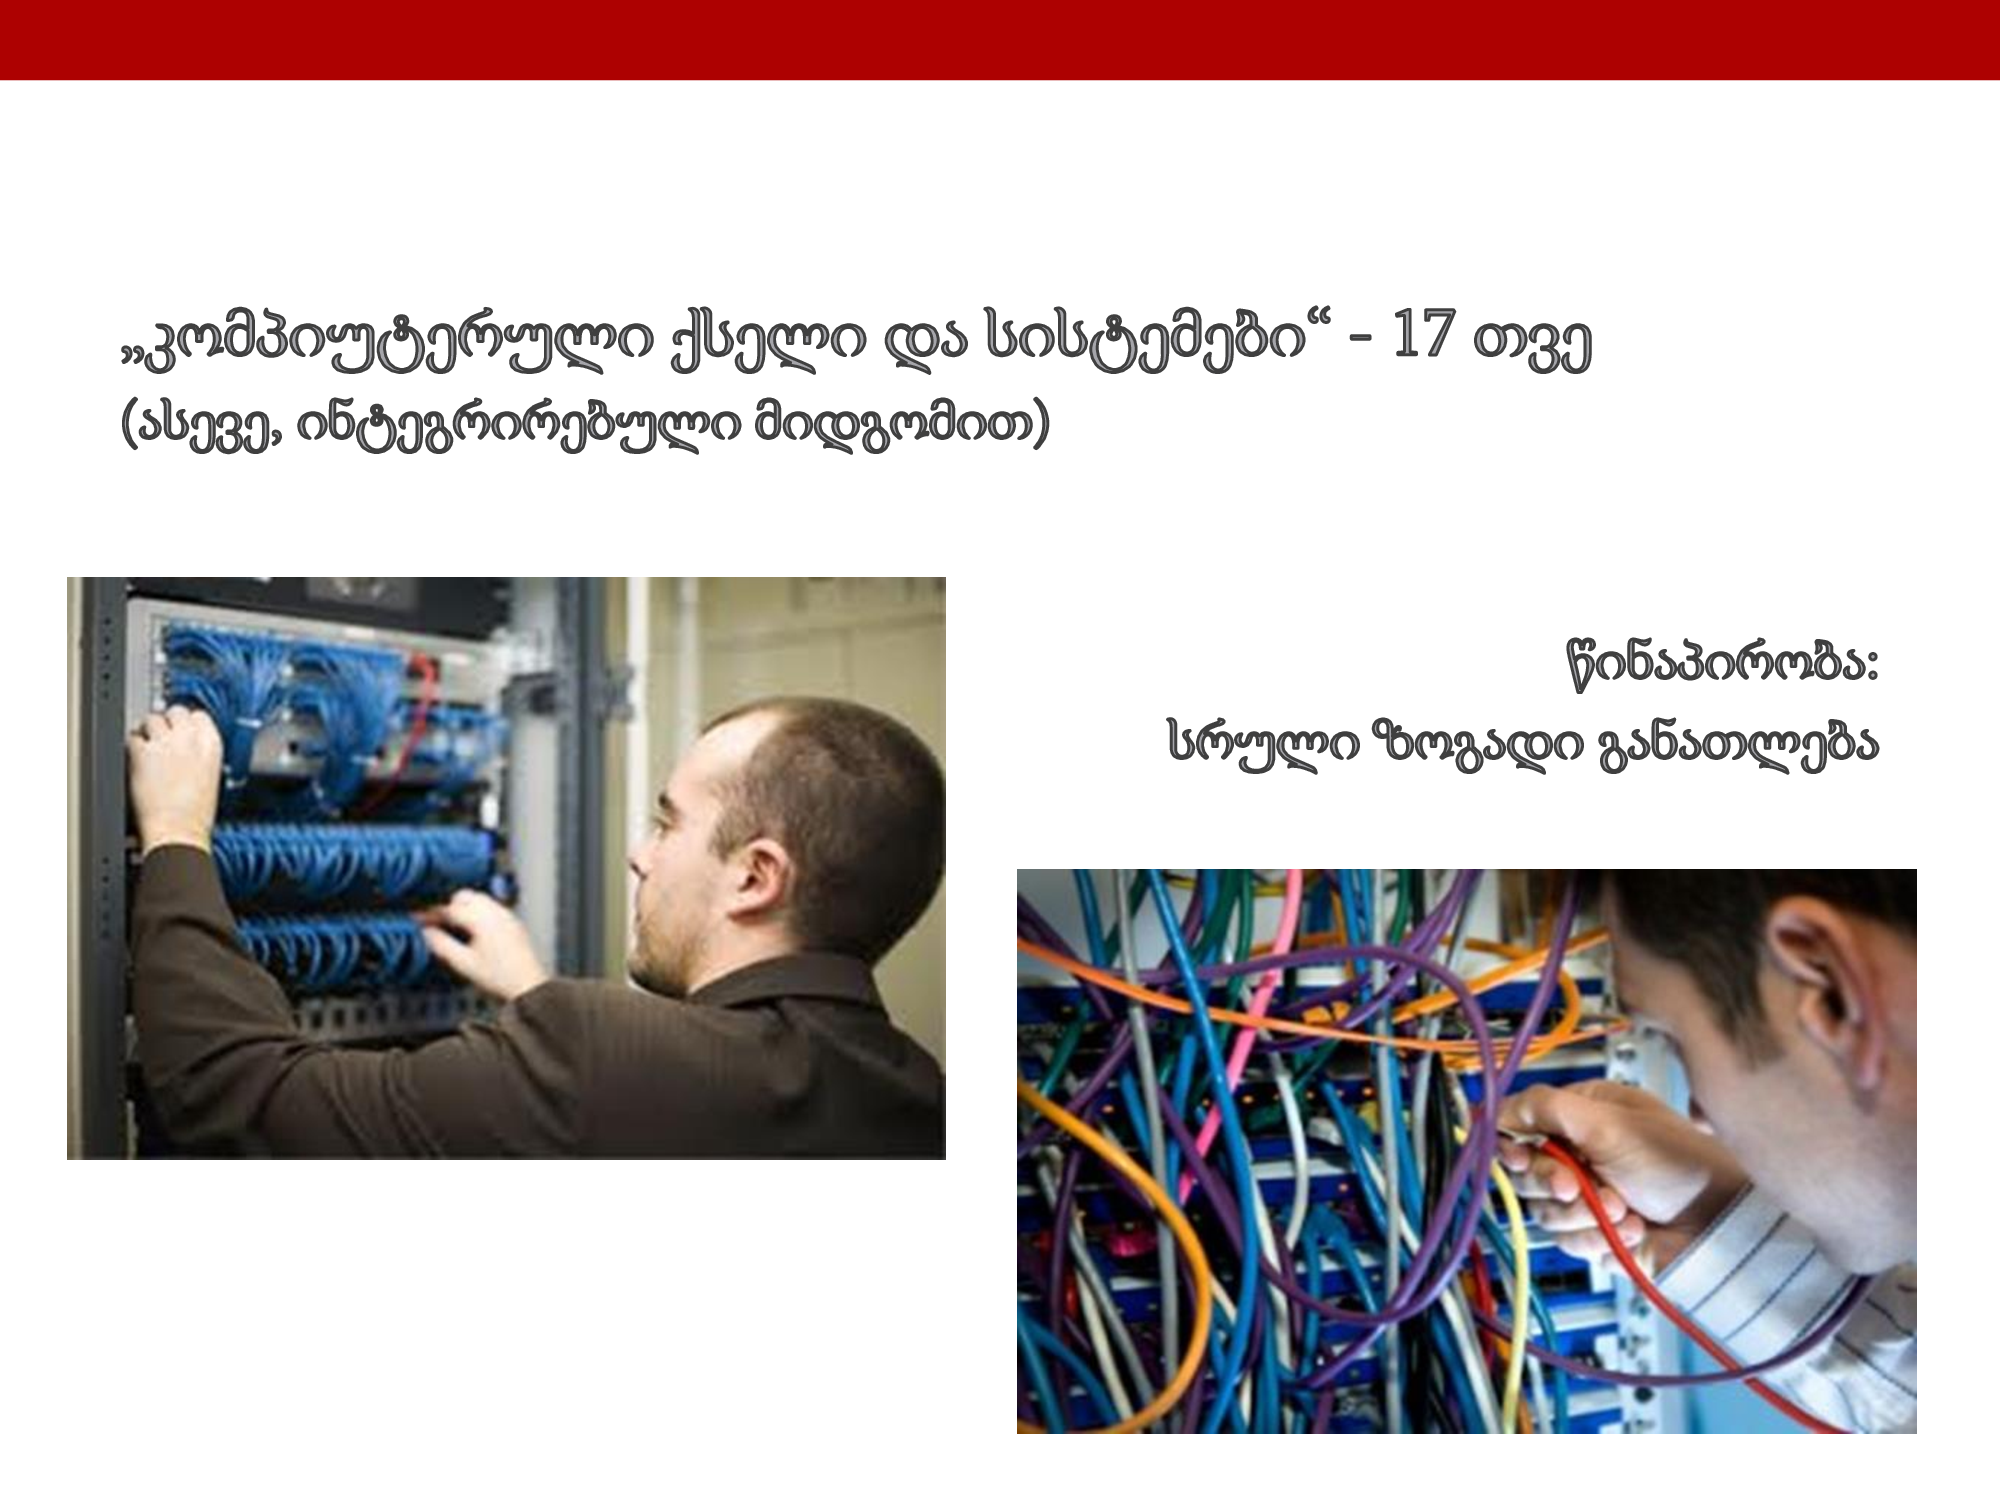 „კომპიუტერული ქსელი და სისტემები“ - 17 თვე
(ასევე, ინტეგრირებული მიდგომით)
წინაპირობა:
სრული ზოგადი განათლება